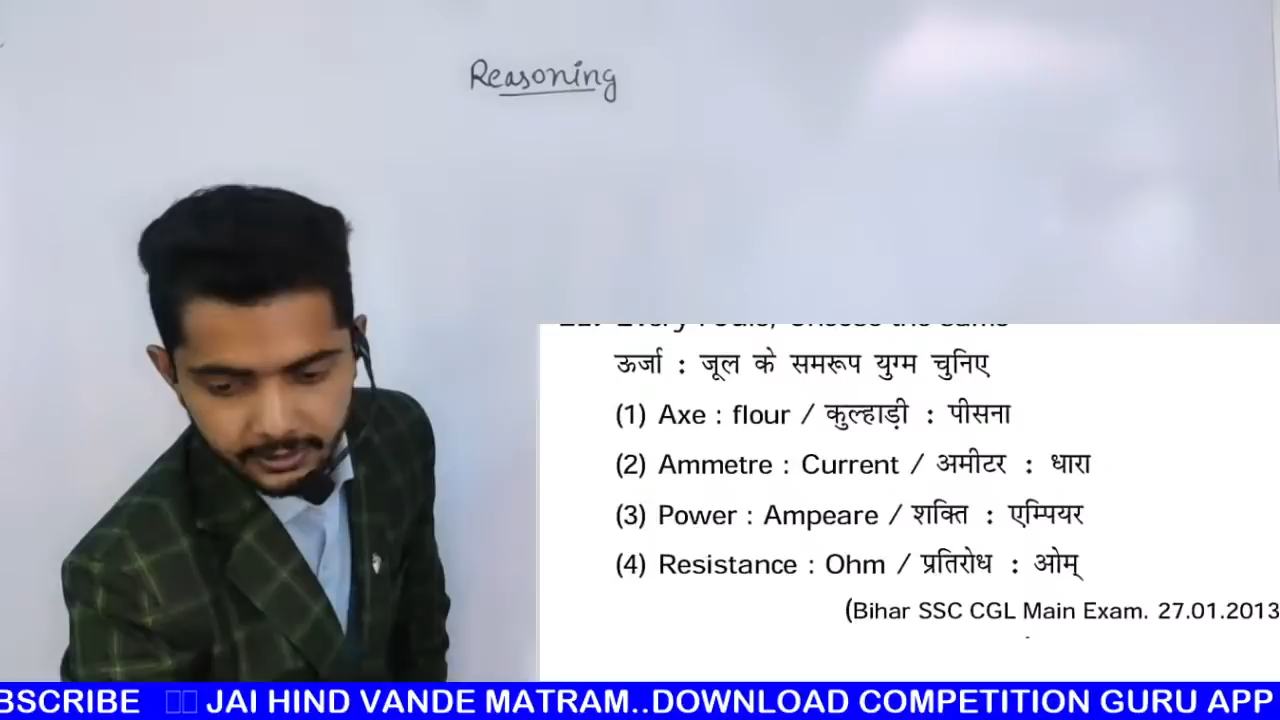 Reasoning
ऊर्जा : जूल के समरूप युग्म चुनिए
(1) Axe : flour / कुल्हाड़ी : पीसना
(2) Ammetre : Current / अमीटर : धारा
(3) Power : Ampeare / शक्ति : एम्पियर
(4) Resistance : Ohm / प्रतिरोध : ओम्
(Bihar SSC CGL Main Exam. 27.01.2013
BSCRIBE JAI HIND VANDE MATRAM..DOWNLOAD COMPETITION GURU APP